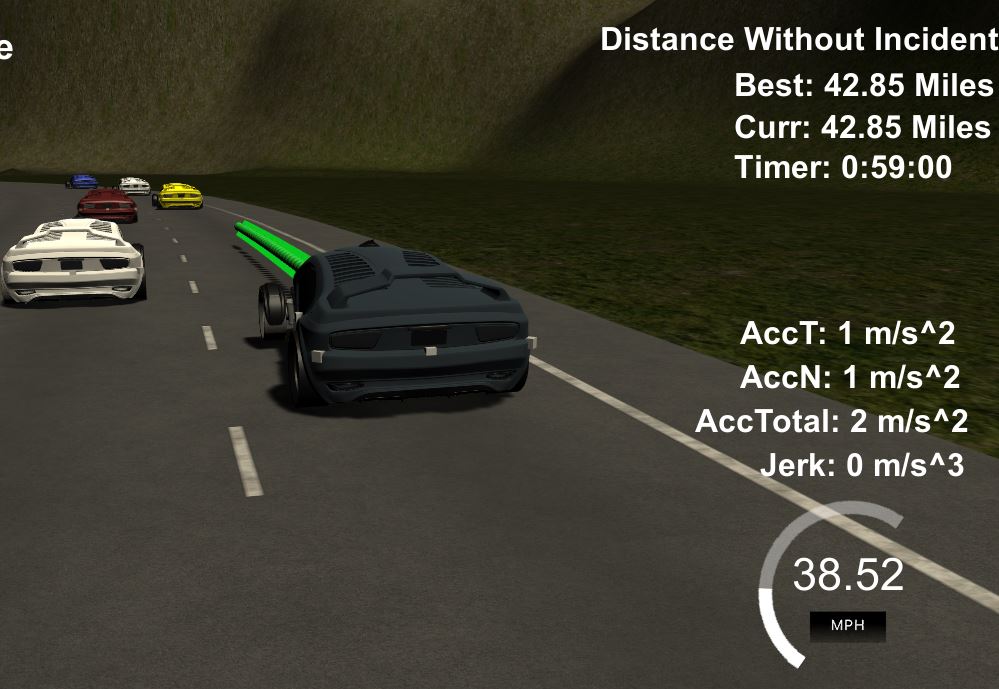 e
Distance Without Incident
Best: 42.85 Miles
Curr: 42.85 Miles
Timer: 0:59:00
AccT: 1 m/s^2
AccN: 1 m/s^2
AccTotal: 2 m/s^2
Jerk: 0 m/s^3
38.52
MPH